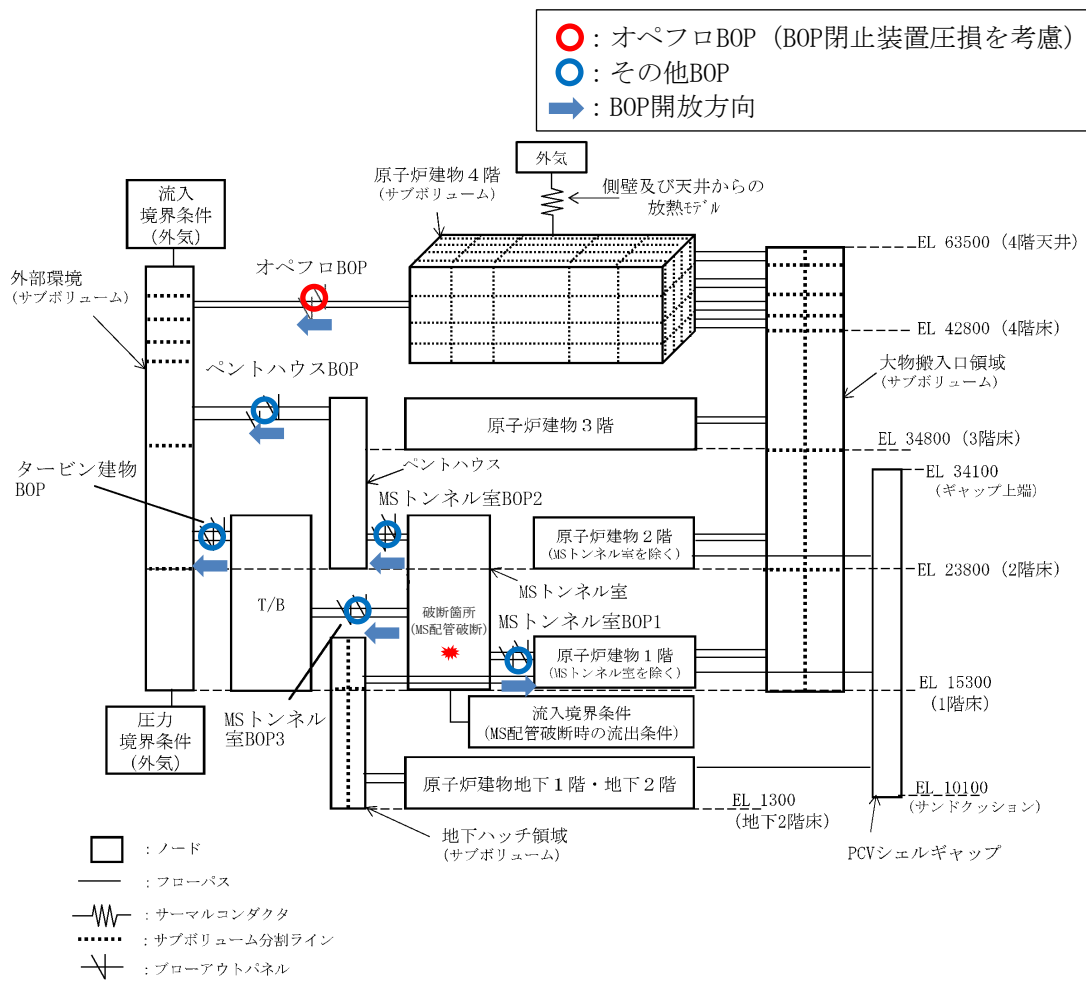 ：オペフロBOP（BOP閉止装置圧損を考慮）
：その他BOP
：BOP開放方向
外気
原子炉建物４階
(サブボリューム)
側壁及び天井からの
放熱ﾓﾃﾞﾙ
流入
境界条件
(外気)
EL 63500（4階天井）
オペフロBOP
外部環境
(サブボリューム)
EL 42800（4階床）
ペントハウスBOP
大物搬入口領域
(サブボリューム)
原子炉建物３階
EL 34800（3階床）
ペントハウス
タービン建物
BOP
EL 34100
(ギャップ上端)
MSトンネル室BOP2
原子炉建物２階
(MSトンネル室を除く)
EL 23800（2階床）
MSトンネル室
T/B
破断箇所
(MS配管破断)
MSトンネル室BOP1
原子炉建物１階
(MSトンネル室を除く)
EL 15300
(1階床)
圧力
境界条件
(外気)
MSトンネル
室BOP3
流入境界条件
(MS配管破断時の流出条件)
原子炉建物地下１階・地下２階
EL 10100
(サンドクッション)
EL 1300
(地下2階床)
地下ハッチ領域
(サブボリューム)
PCVシェルギャップ
：ノード
：フローパス
：サーマルコンダクタ
：サブボリューム分割ライン
：ブローアウトパネル